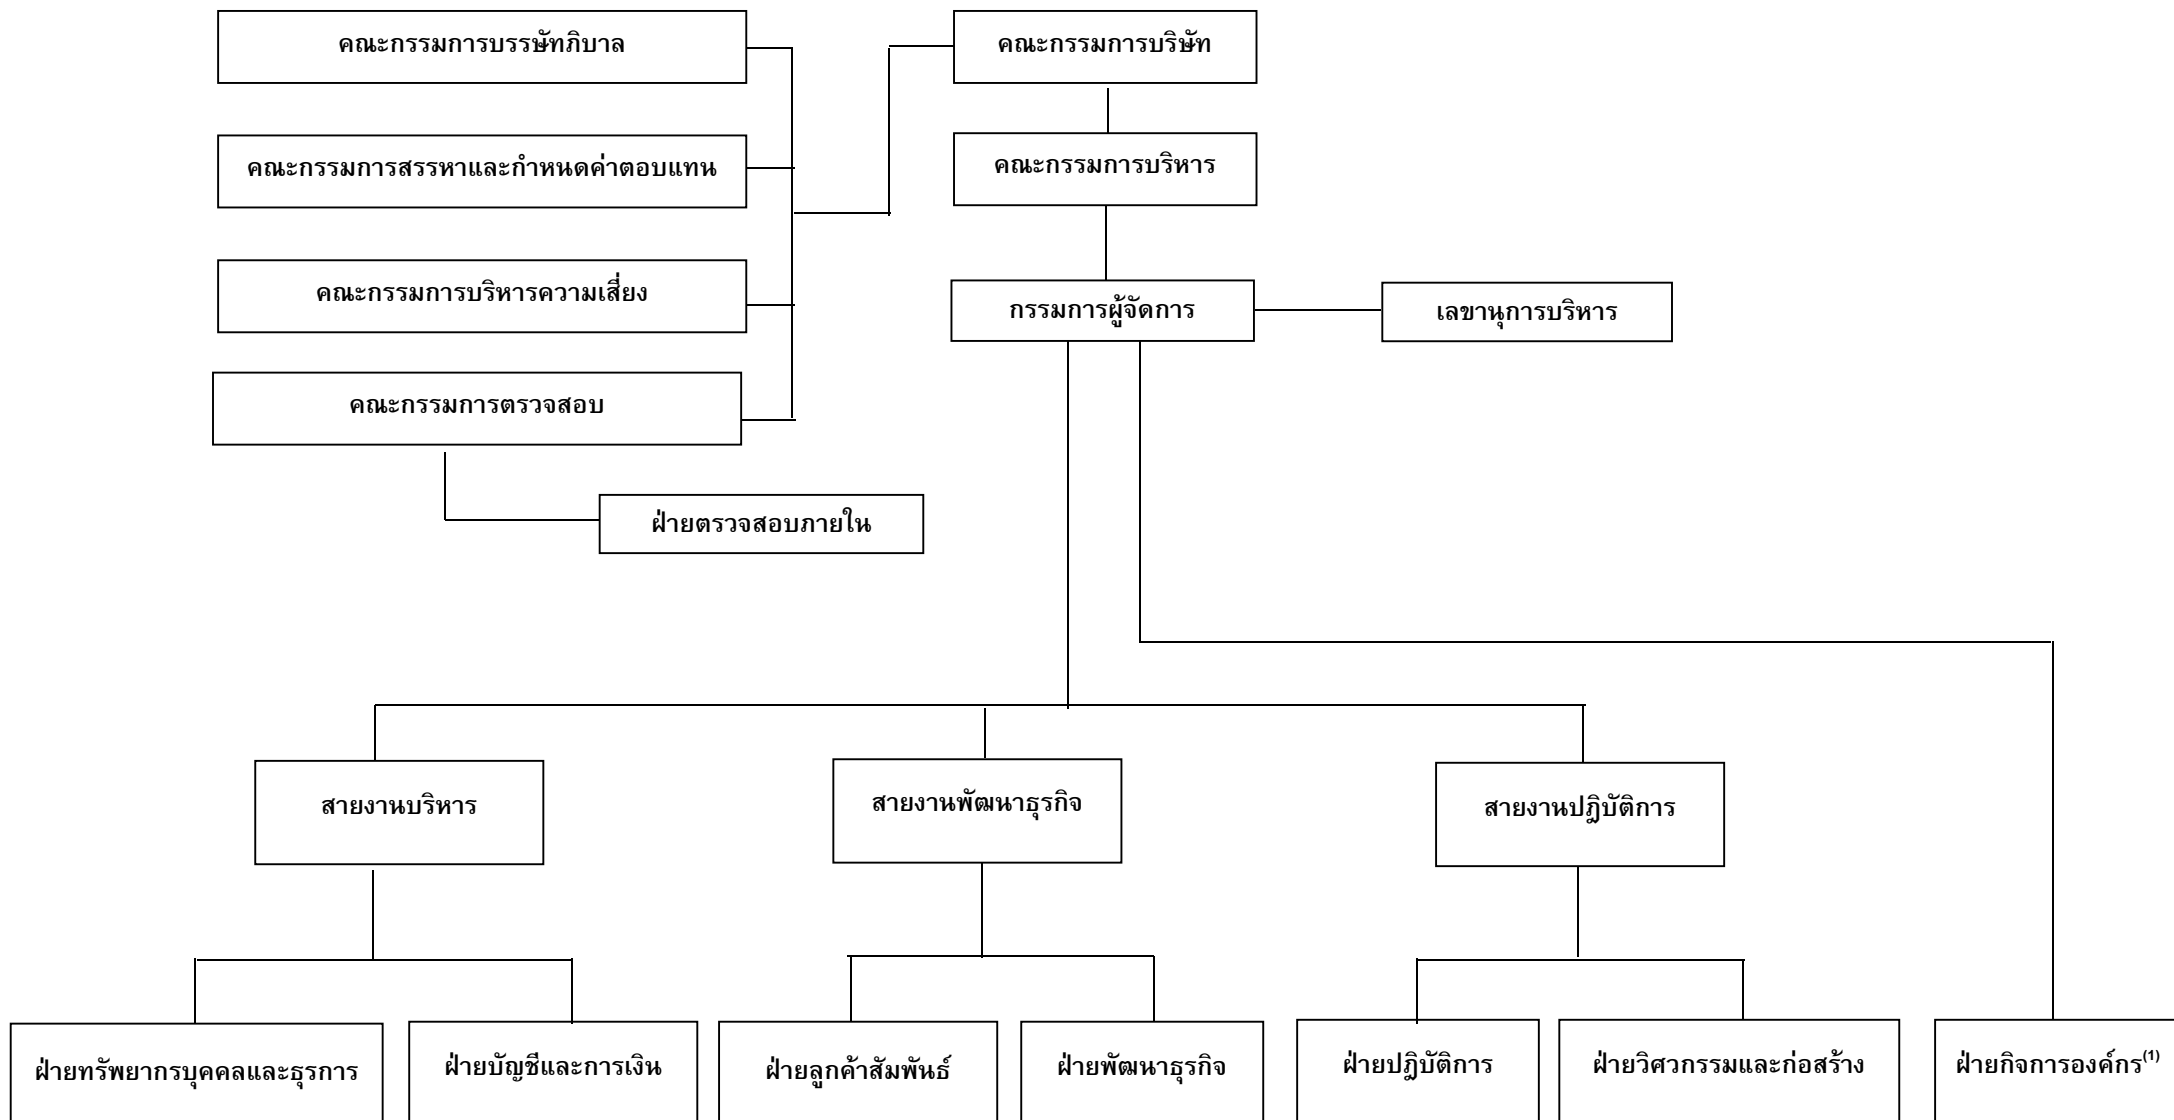 คณะกรรมการบรรษัทภิบาล
คณะกรรมการบริษัท
คณะกรรมการสรรหาและกำหนดค่าตอบแทน
คณะกรรมการบริหาร
คณะกรรมการบริหารความเสี่ยง
กรรมการผู้จัดการ
เลขานุการบริหาร
คณะกรรมการตรวจสอบ
ฝ่ายตรวจสอบภายใน
สายงานบริหาร
สายงานพัฒนาธุรกิจ
สายงานปฎิบัติการ
ฝ่ายทรัพยากรบุคคลและธุรการ
ฝ่ายบัญชีและการเงิน
ฝ่ายลูกค้าสัมพันธ์
ฝ่ายพัฒนาธุรกิจ
ฝ่ายปฎิบัติการ
ฝ่ายวิศวกรรมและก่อสร้าง
ฝ่ายกิจการองค์กร⁽¹⁾